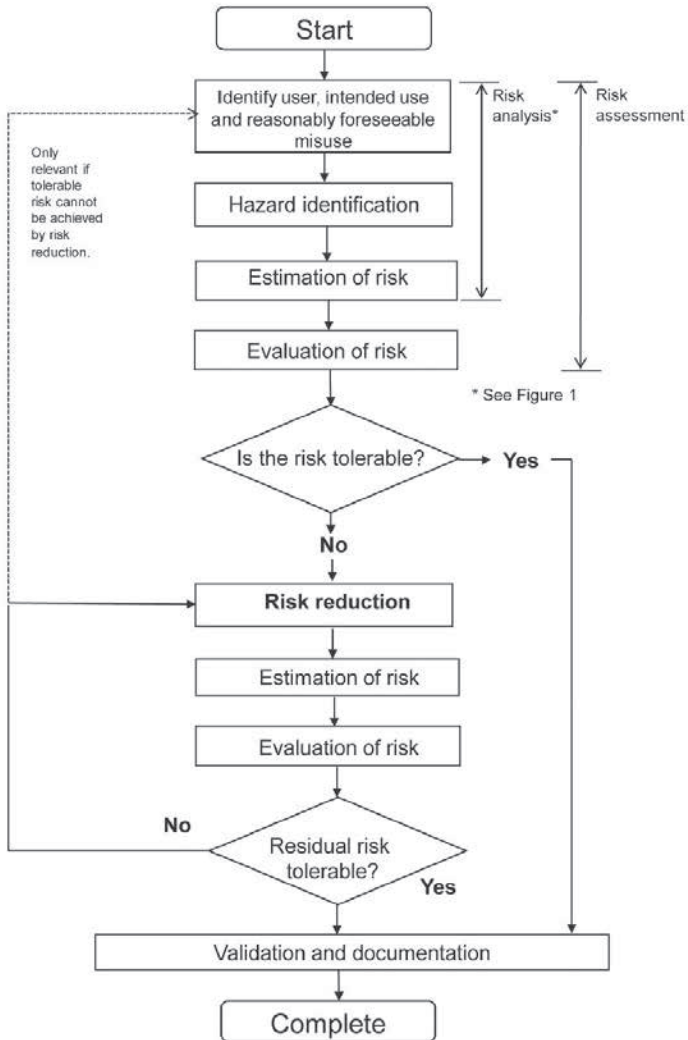 Start
Identify user, intended use
and reasonably foreseeable
misuse
Risk
analysis*
Risk
assessment
Only
relevant if
tolerable
risk cannot
be achieved
by risk
reduction.
Hazard identification
Estimation of risk
Evaluation of risk
* See Figure 1
Is the risk tolerable?
Yes
No
Risk reduction
Estimation of risk
Evaluation of risk
No
Residual risk
tolerable?
Yes
Validation and documentation
Complete